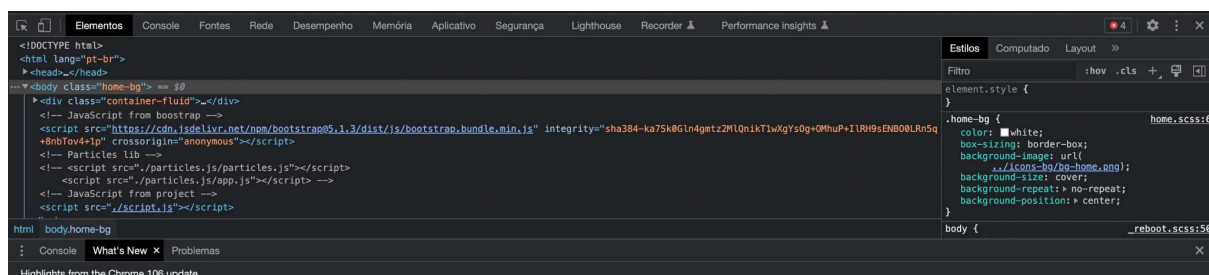 Elementos Console Fontes Rede Desempenho Memória Aplicativo Segurança Lighthouse Recorder Performance insights 4
<!DOCTYPE html>
<html lang="pt-br">
<head>…</head>
<body class="home-bg"> == $0
<div class="container-fluid">…</div>
<!-- JavaScript from boostrap -->
<script src="https://cdn.jsdelivr.net/npm/bootstrap@5.1.3/dist/js/bootstrap.bundle.min.js" integrity="sha384-ka7Sk0Gln4gmtz2MlQnikT1wXgYsOg+OMhuP+IlRH9sENBO0LRn5q
+8nbTov4+1p" crossorigin="anonymous"></script>
<!-- Particles lib -->
<!-- <script src="./particles.js/particles.js"></script>
<script src="./particles.js/app.js"></script> -->
<!-- JavaScript from project -->
<script src="./script.js"></script>
html body.home-bg
Estilos Computado Layout »
Filtro :hov .cls +
element.style {
}
.home-bg { home.scss:6
color: white;
box-sizing: border-box;
background-image: url(
../icons-bg/bg-home.png);
background-size: cover;
background-repeat: no-repeat;
background-position: center;
}
body { _reboot.scss:50
Console What's New × Problemas
Highlights from the Chrome 106 update